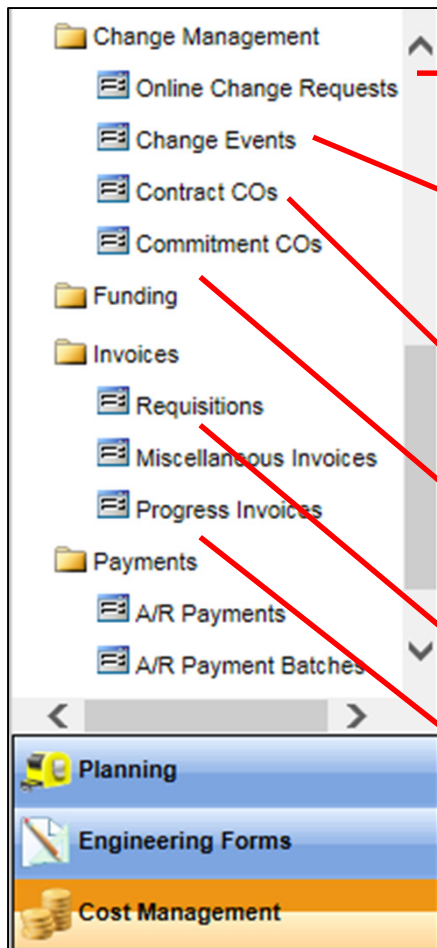 Change Management
Online Change Requests
Change Events
Contract COs
Commitment COs
Funding
Invoices
Requisitions
Miscellaneous Invoices
Progress Invoices
Payments
A/R Payments
A/R Payment Batches
Planning
Engineering Forms
Cost Management